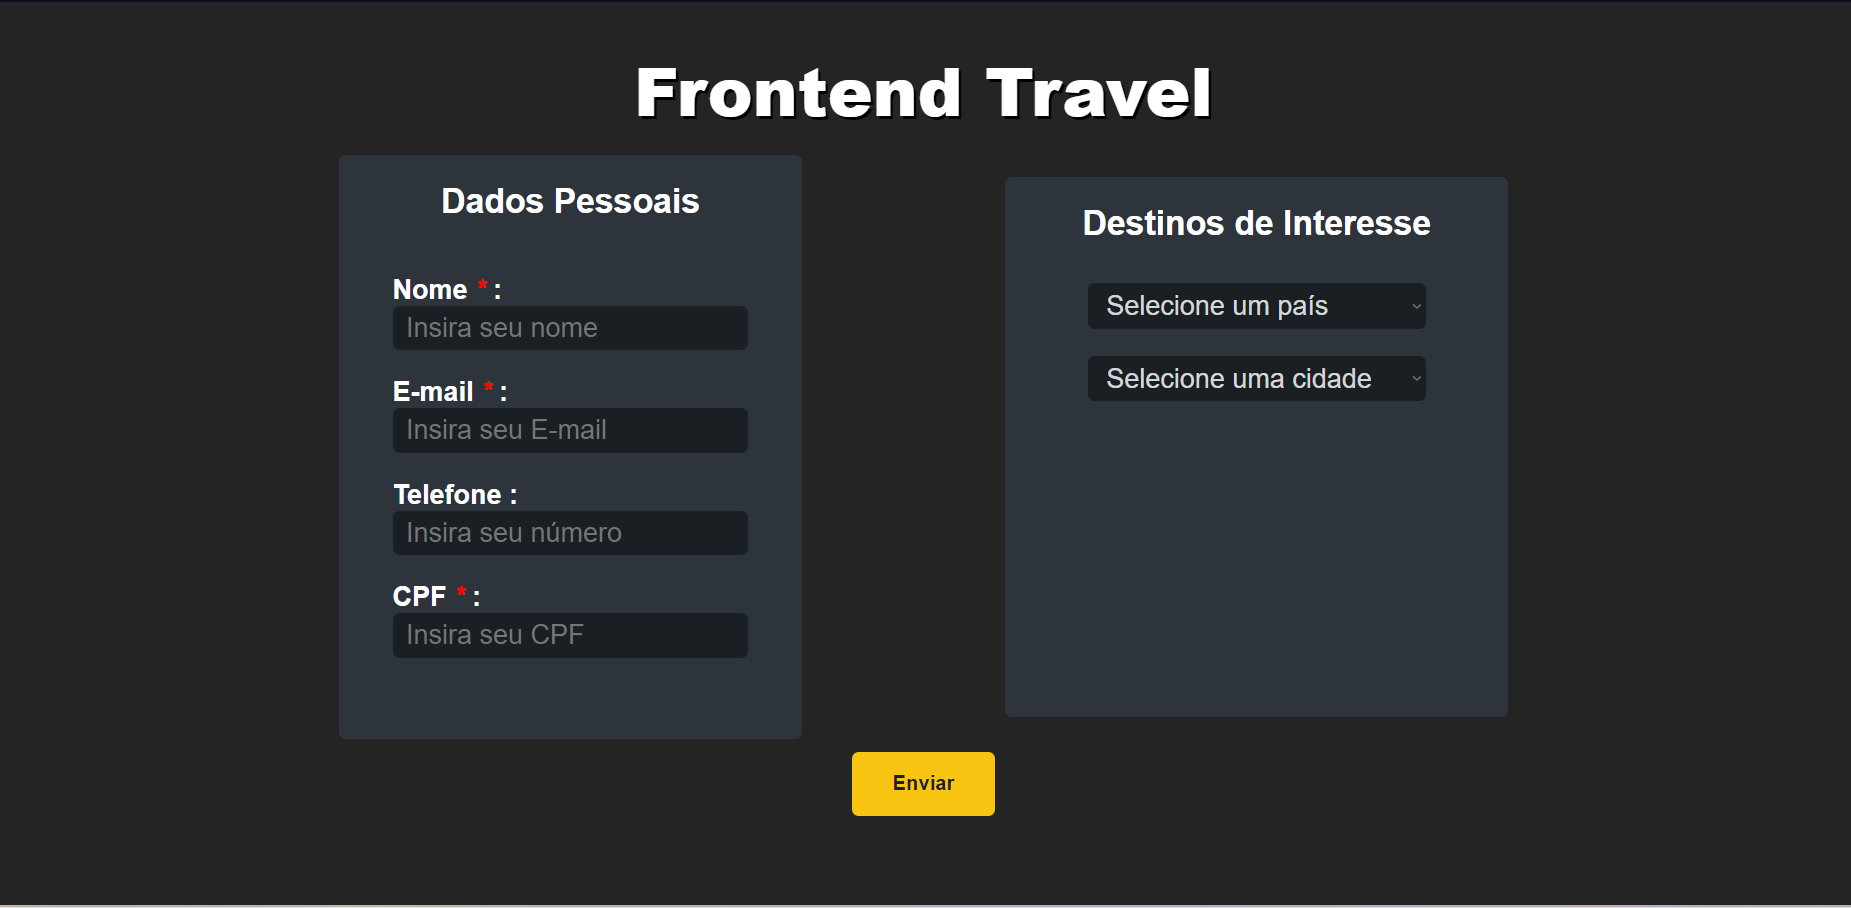 Frontend Travel
Dados Pessoais
Nome * :
Insira seu nome
E-mail * :
Insira seu E-mail
Telefone :
Insira seu número
CPF * :
Insira seu CPF
Destinos de Interesse
Selecione um país
Selecione uma cidade
Enviar